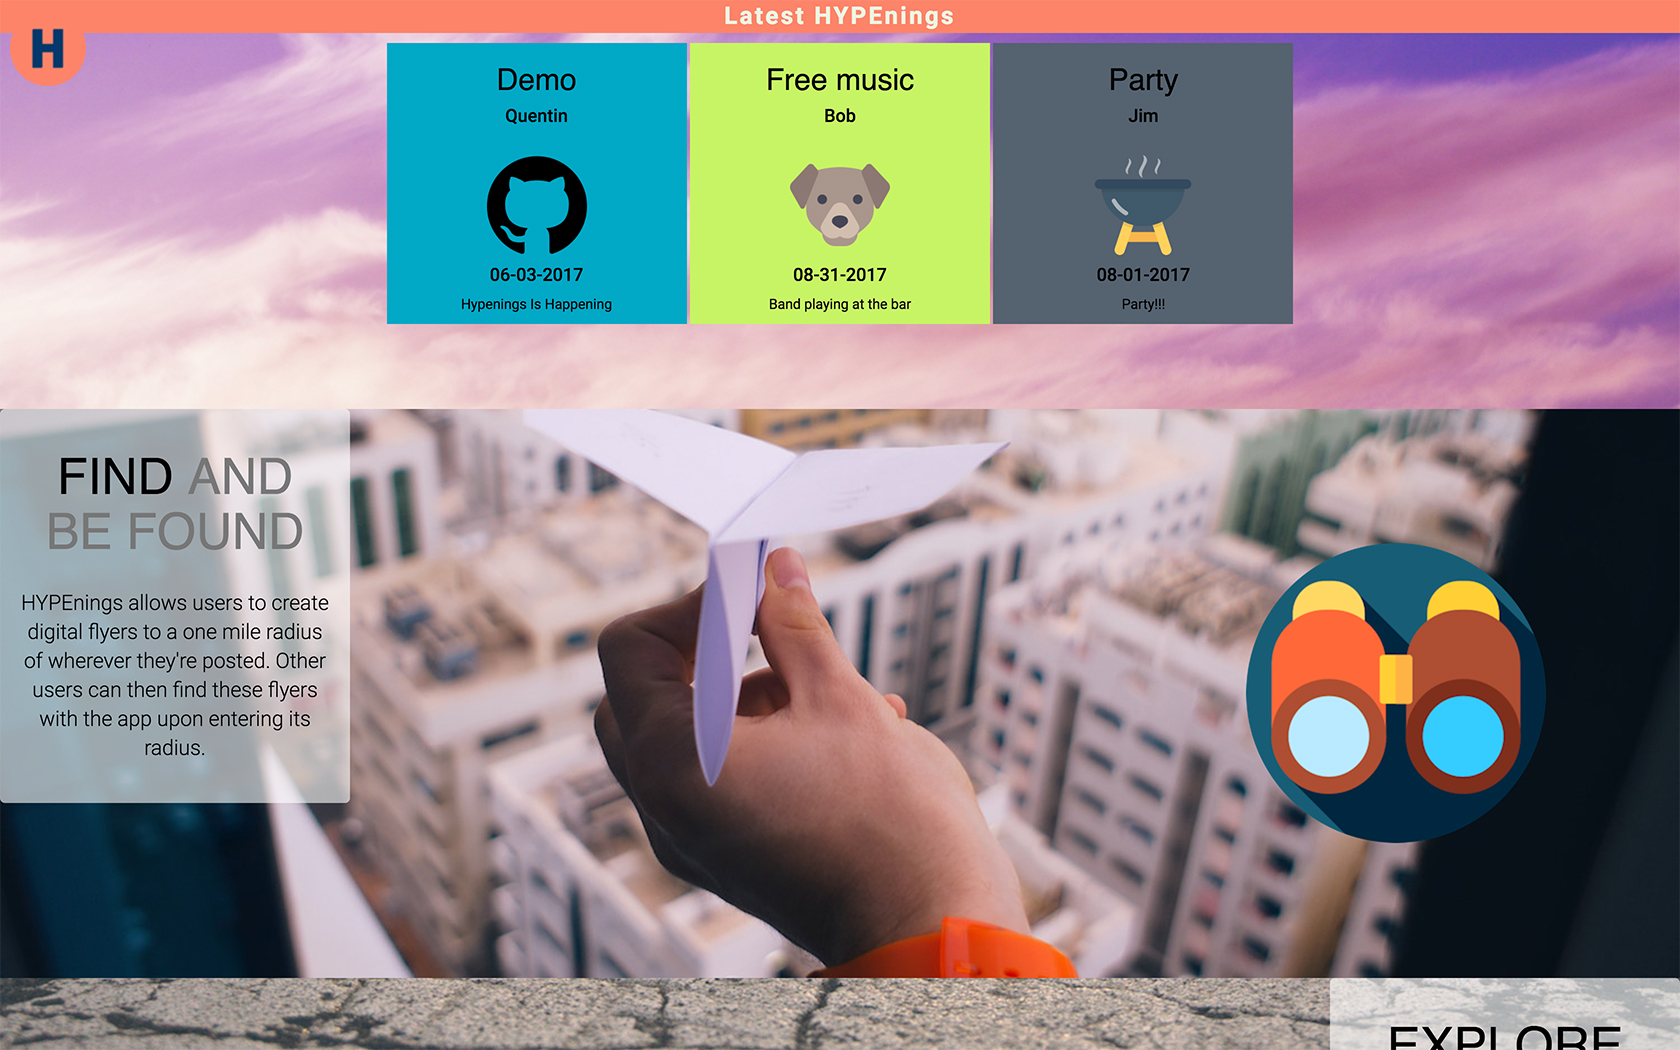 Latest HYPEnings
H
Demo
Quentin
06-03-2017
Hypenings Is Happening
Free music
Bob
08-31-2017
Band playing at the bar
Party
Jim
08-01-2017
Party!!!
FIND AND
BE FOUND
HYPEnings allows users to create
digital flyers to a one mile radius
of wherever they're posted. Other
users can then find these flyers
with the app upon entering its
radius.
EXPLORE